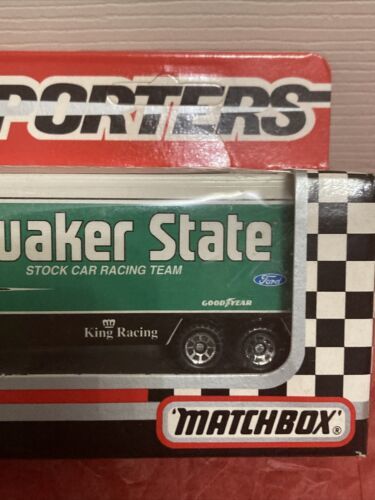 PORTERS
uaker State
STOCK CAR RACING TEAM
Ford
GOODYEAR
King Racing
"MATCHBOX"®